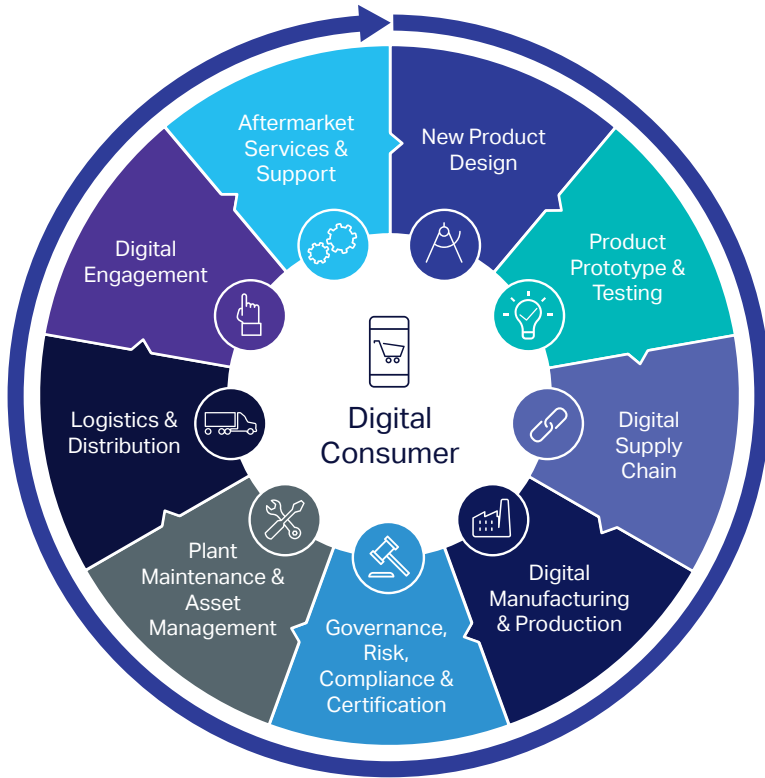 New Product
Design
Product
Prototype &
Testing
Digital
Supply
Chain
Digital
Manufacturing
& Production
Governance,
Risk,
Compliance &
Certification
Plant
Maintenance &
Asset
Management
Logistics &
Distribution
Digital
Engagement
Aftermarket
Services &
Support
Digital
Consumer